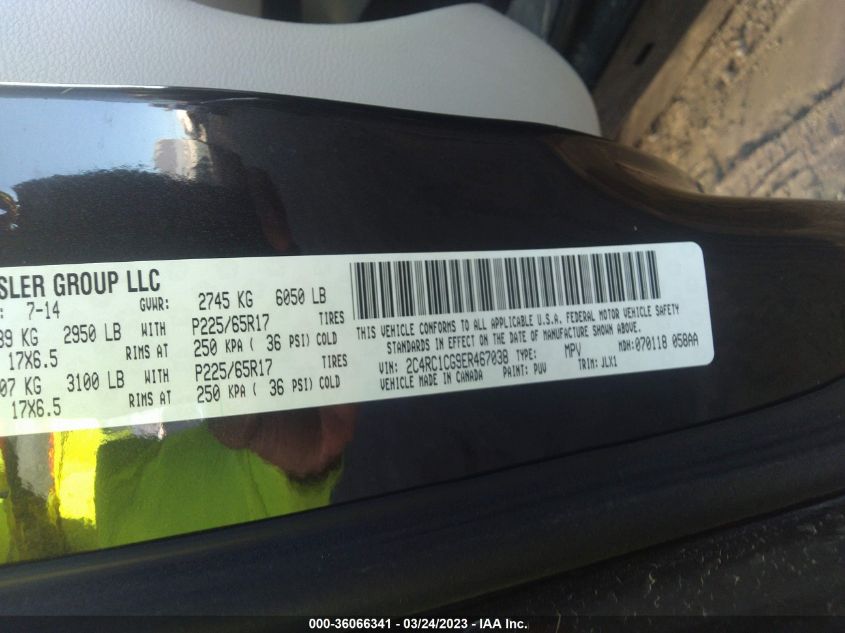 SLER GROUP LLC
: 7-14 GVWR: 2745 KG 6050 LB
39 KG 2950 LB WITH P225/65R17 TIRES
17X6.5 RIMS AT 250 KPA ( 36 PSI) COLD
07 KG 3100 LB WITH P225/65R17 TIRES
17X6.5 RIMS AT 250 KPA ( 36 PSI) COLD
THIS VEHICLE CONFORMS TO ALL APPLICABLE U.S.A. FEDERAL MOTOR VEHICLE SAFETY
STANDARDS IN EFFECT ON THE DATE OF MANUFACTURE SHOWN ABOVE.
MDH: 070118 058AA
VIN: 2C4RC1CG9ER467038 TYPE: MPV
VEHICLE MADE IN CANADA PAINT: PUV TRIM: JLX1
000-36066341 / 03/24/2023 - IAA Inc.